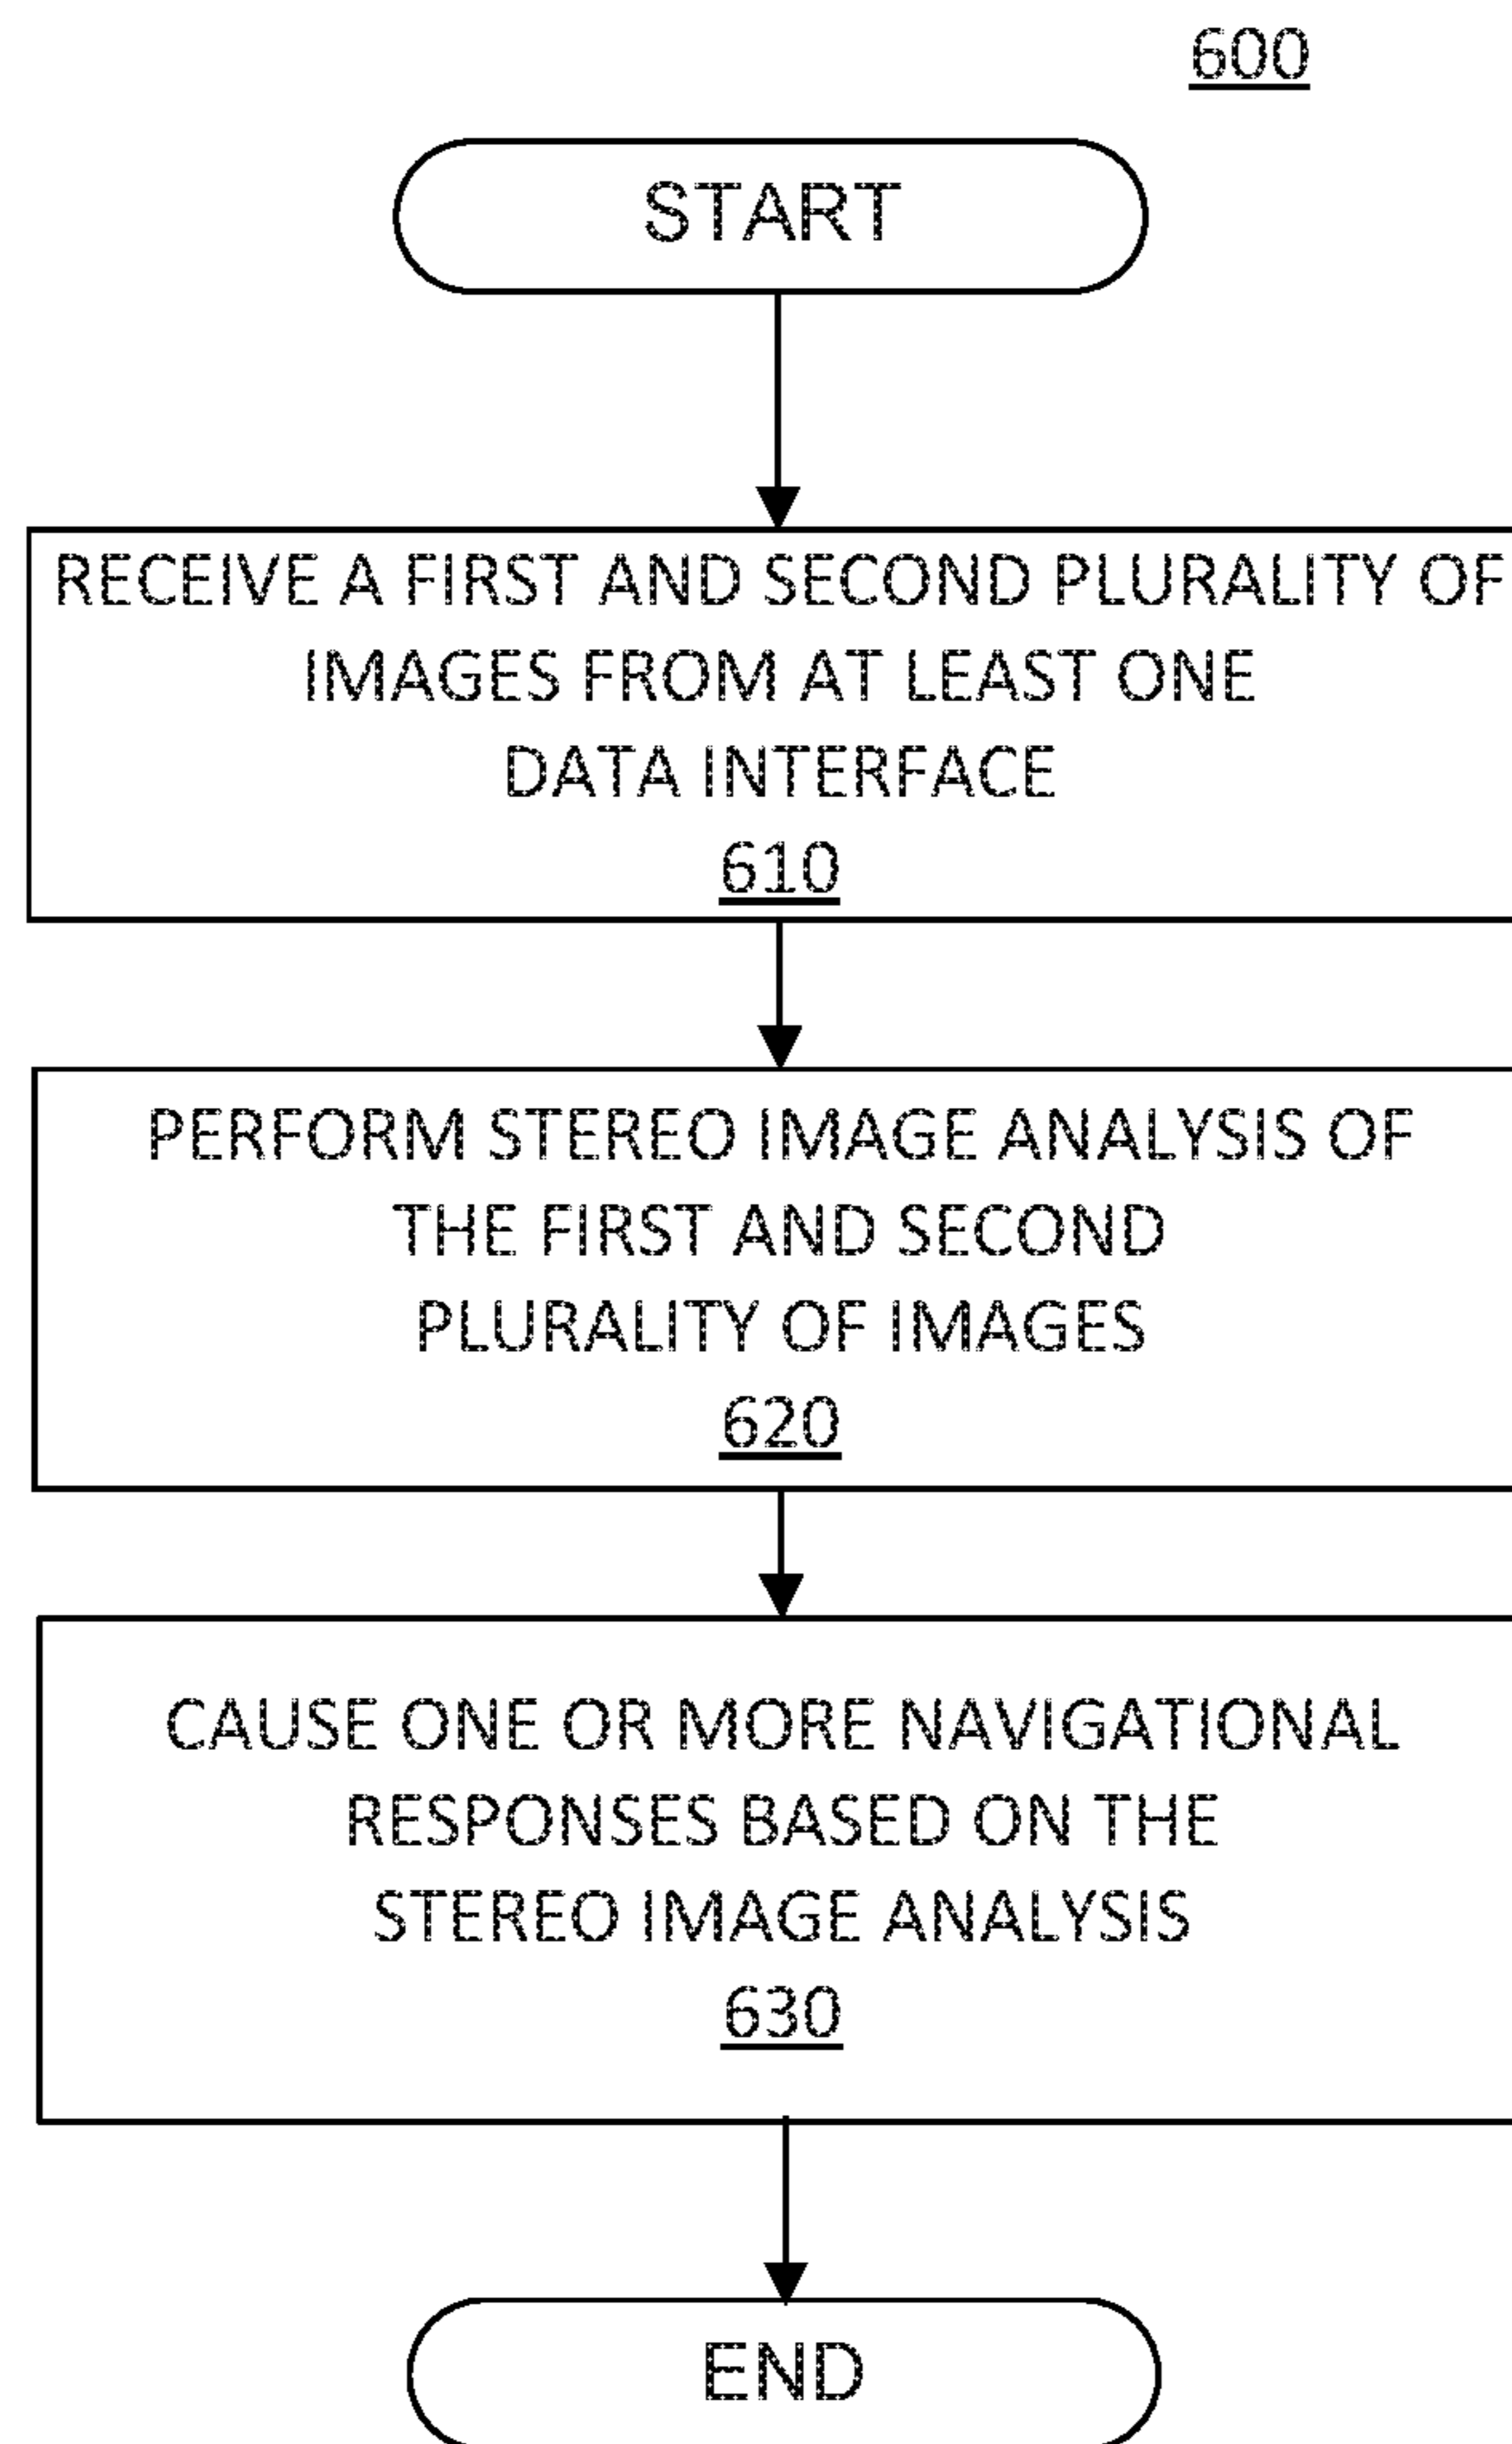 600
START
RECEIVE A FIRST AND SECOND PLURALITY OF
IMAGES FROM AT LEAST ONE
DATA INTERFACE
610
PERFORM STEREO IMAGE ANALYSIS OF
THE FIRST AND SECOND
PLURALITY OF IMAGES
620
CAUSE ONE OR MORE NAVIGATIONAL
RESPONSES BASED ON THE
STEREO IMAGE ANALYSIS
630
END